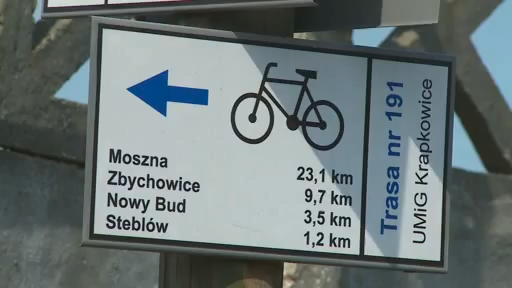 Moszna 23,1 km
Zbychowice 9,7 km
Nowy Bud 3,5 km
Steblów 1,2 km
Trasa nr 191
UMiG Krapkowice